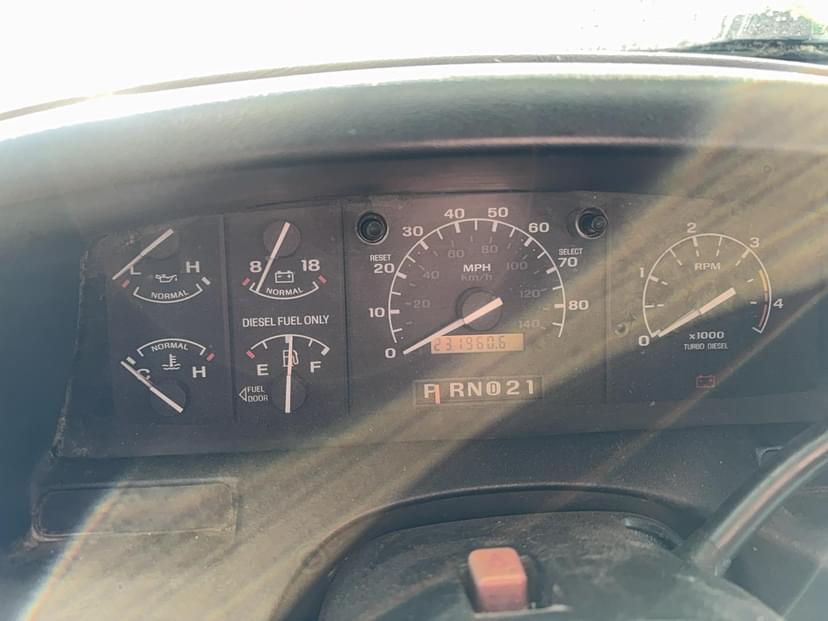 L H
NORMAL
8 18
NORMAL
DIESEL FUEL ONLY
NORMAL
C H
E F
FUEL
DOOR
RESET
SELECT
0 10 20 30 40 50 60 70 80
20 40 60 80 100 120 140
MPH
km/h
231960.6
PRN021
0 1 2 3 4
RPM
x1000
TURBO DIESEL